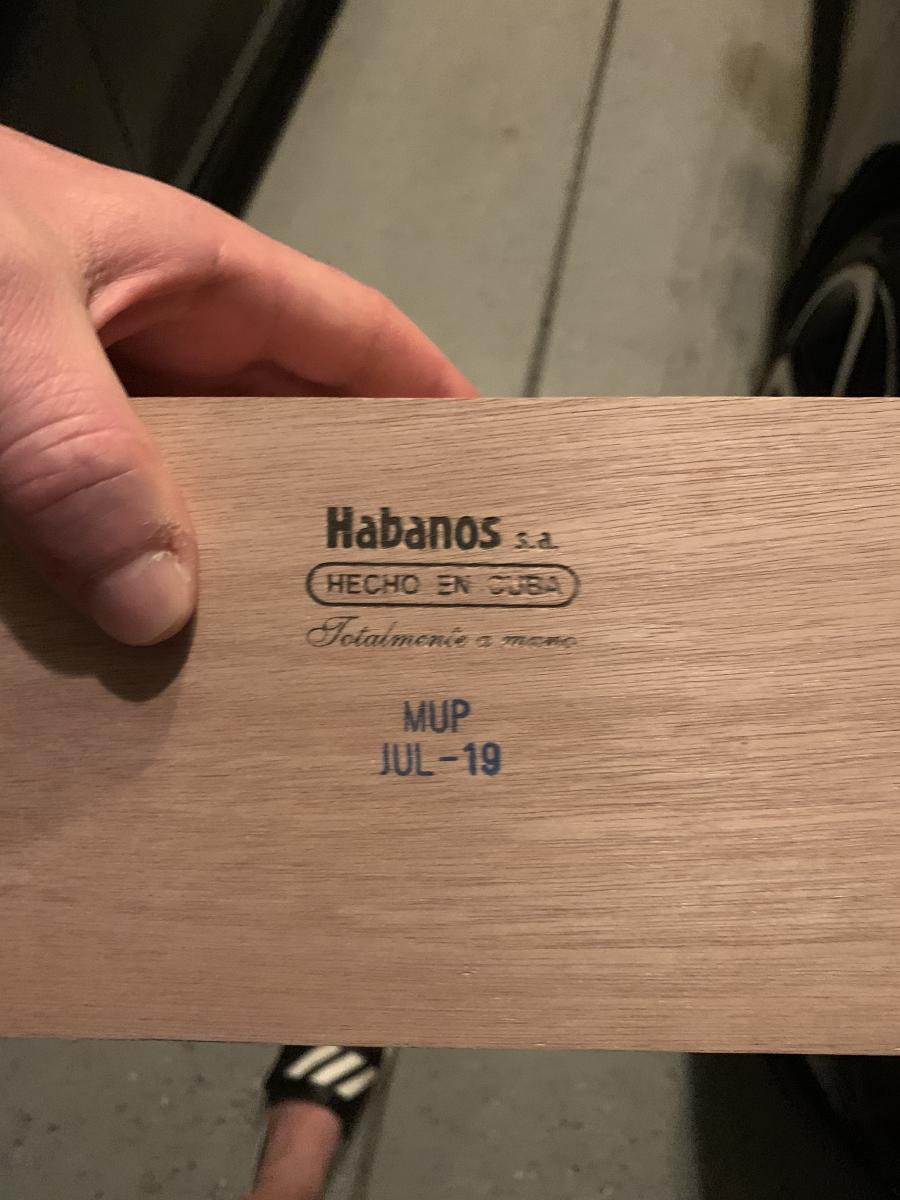 Habanos s.a.
HECHO EN CUBA
Totalmente a mano
MUP
JUL-19